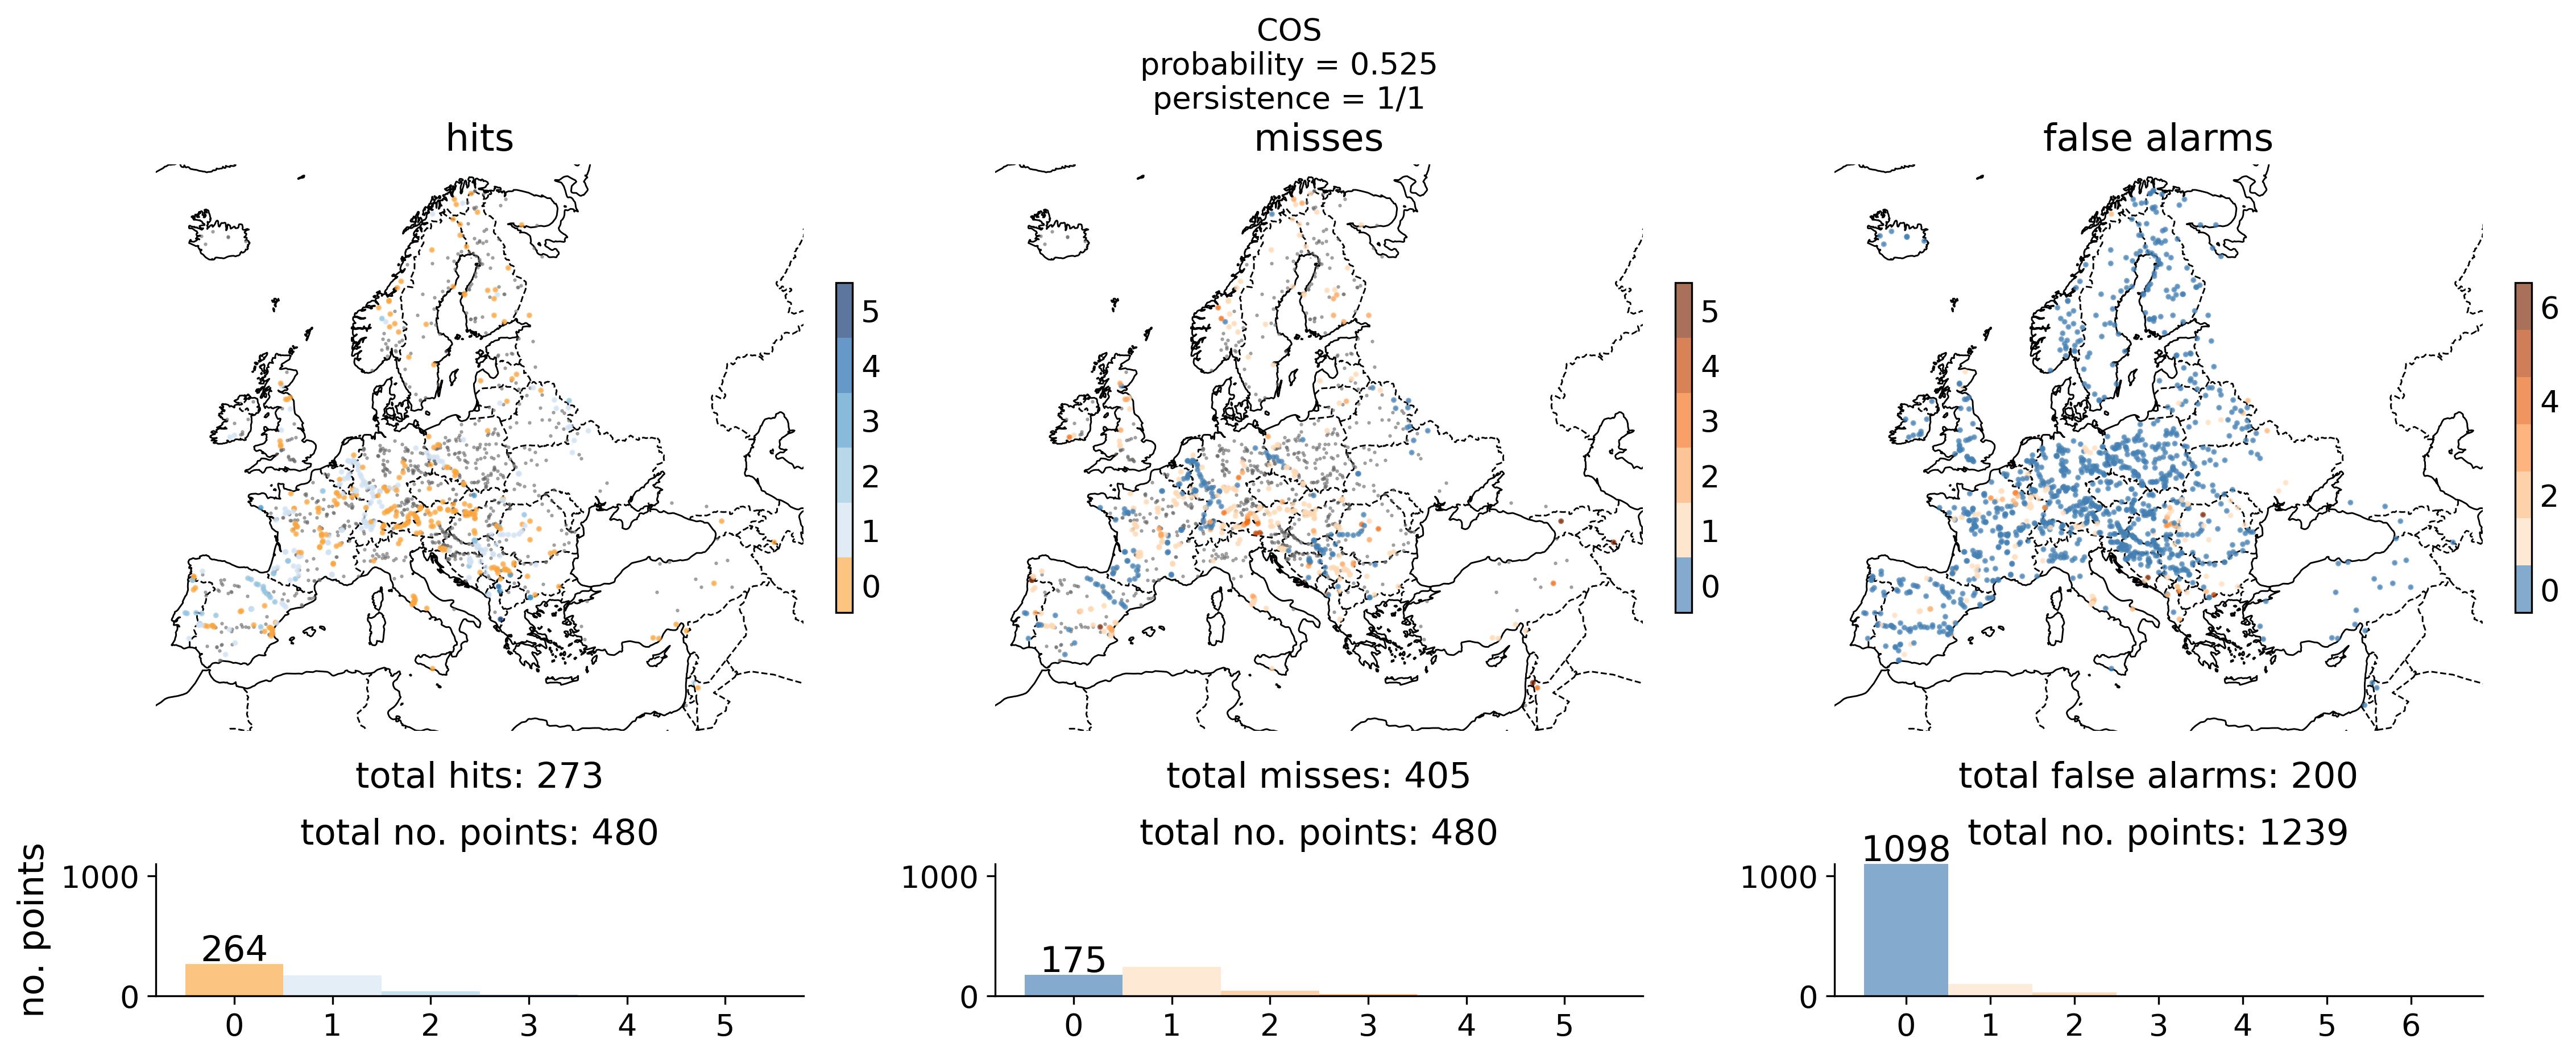 COS
probability = 0.525
persistence = 1/1
hits
misses
false alarms
5
4
3
2
1
0
5
4
3
2
1
0
6
4
2
0
total hits: 273
total misses: 405
total false alarms: 200
total no. points: 480
total no. points: 480
total no. points: 1239
no. points
1000
0
264
0 1 2 3 4 5
1000
0
175
0 1 2 3 4 5
1000
0
1098
0 1 2 3 4 5 6